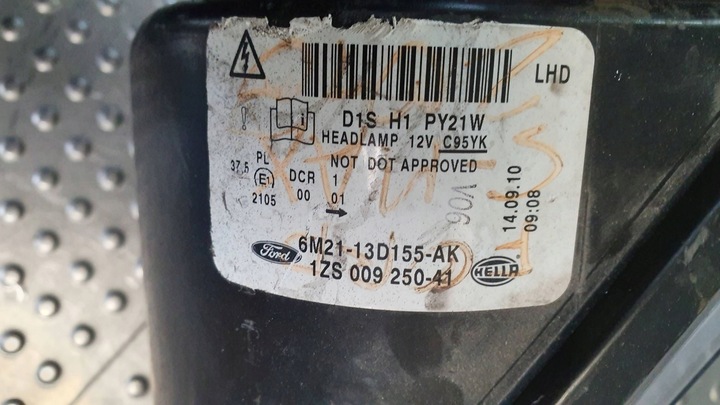 LHD
D1S H1 PY21W
HEADLAMP 12V C95YK
NOT DOT APPROVED
PL
37,5
E1
2105
DCR
00
1
01
V06
14.09.10
09:08
Ford
6M21-13D155-AK
1ZS 009 250-41
HELLA